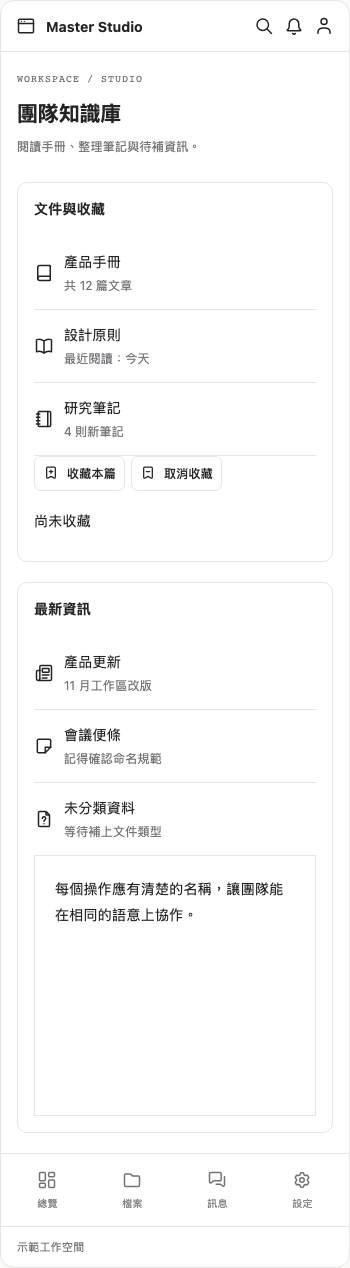 Master Studio
WORKSPACE / STUDIO
團隊知識庫
閱讀手冊、整理筆記與待補資訊。
文件與收藏
產品手冊
共 12 篇文章
設計原則
最近閱讀：今天
研究筆記
4 則新筆記
收藏本篇 取消收藏
尚未收藏
最新資訊
產品更新
11 月工作區改版
會議便條
記得確認命名規範
未分類資料
等待補上文件類型
每個操作應有清楚的名稱，讓團隊能
在相同的語意上協作。
總覽 檔案 訊息 設定
示範工作空間